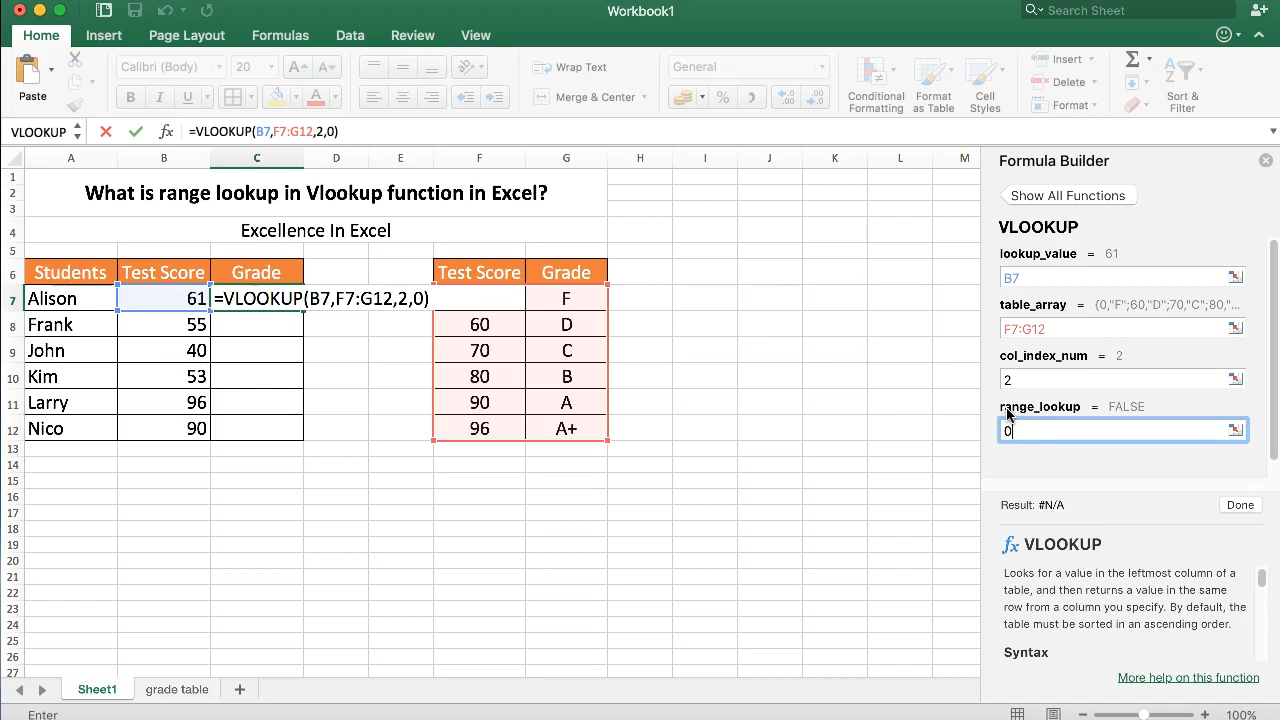 Workbook1
Search Sheet
Home Insert Page Layout Formulas Data Review View
Paste
Calibri (Body) 20
B I U
Wrap Text
Merge & Center
General
Conditional Formatting
Format as Table
Cell Styles
Insert
Delete
Format
Sort & Filter
VLOOKUP fx =VLOOKUP(B7,F7:G12,2,0)
A B C D E F G H I J K L M
1
2 What is range lookup in Vlookup function in Excel?
3
4 Excellence In Excel
5
6 Students Test Score Grade Test Score Grade
7 Alison 61 =VLOOKUP(B7,F7:G12,2,0) F
8 Frank 55 60 D
9 John 40 70 C
10 Kim 53 80 B
11 Larry 96 90 A
12 Nico 90 96 A+
13
14
15
16
17
18
19
20
21
22
23
24
25
26
27
Sheet1 grade table +
Enter
100%
Formula Builder
Show All Functions
VLOOKUP
lookup_value = 61
B7
table_array = {0,"F";60,"D";70,"C";80,"...
F7:G12
col_index_num = 2
2
range_lookup = FALSE
0
Result: #N/A
Done
fx VLOOKUP
Looks for a value in the leftmost column of a
table, and then returns a value in the same
row from a column you specify. By default, the
table must be sorted in an ascending order.
Syntax
More help on this function